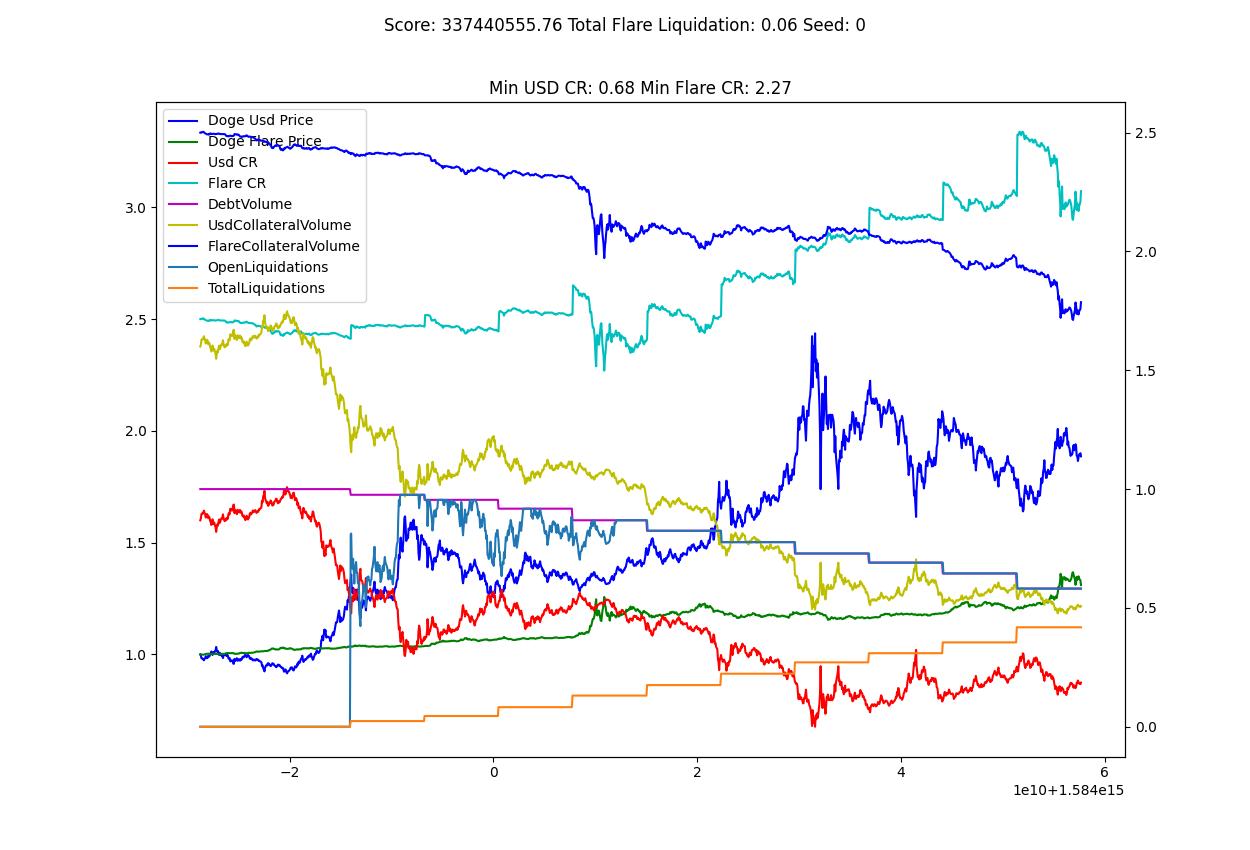 Score: 337440555.76 Total Flare Liquidation: 0.06 Seed: 0
Min USD CR: 0.68 Min Flare CR: 2.27
Doge Usd Price
Doge Flare Price
Usd CR
Flare CR
DebtVolume
UsdCollateralVolume
FlareCollateralVolume
OpenLiquidations
TotalLiquidations
3.0
2.5
2.0
1.5
1.0
2.5
2.0
1.5
1.0
0.5
0.0
−2
0
2
4
6
1e10+1.584e15